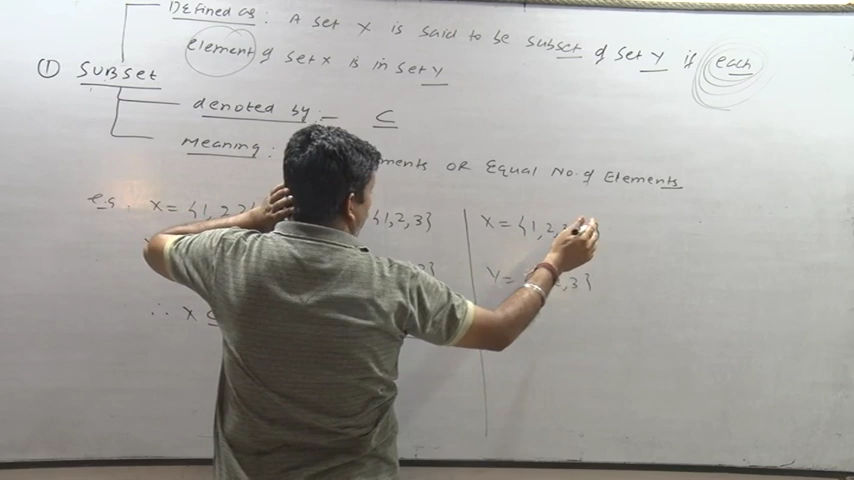 Defined as : A set X is said to be subset of set Y if each
element of set X is in set Y
① SUBSet
denoted by :- ⊂
Meaning : ments OR Equal No. of Elements
e.g. X = {1,2,3} {1,2,3} X = {1,2,
Y = 2,3}
∴ X ⊆